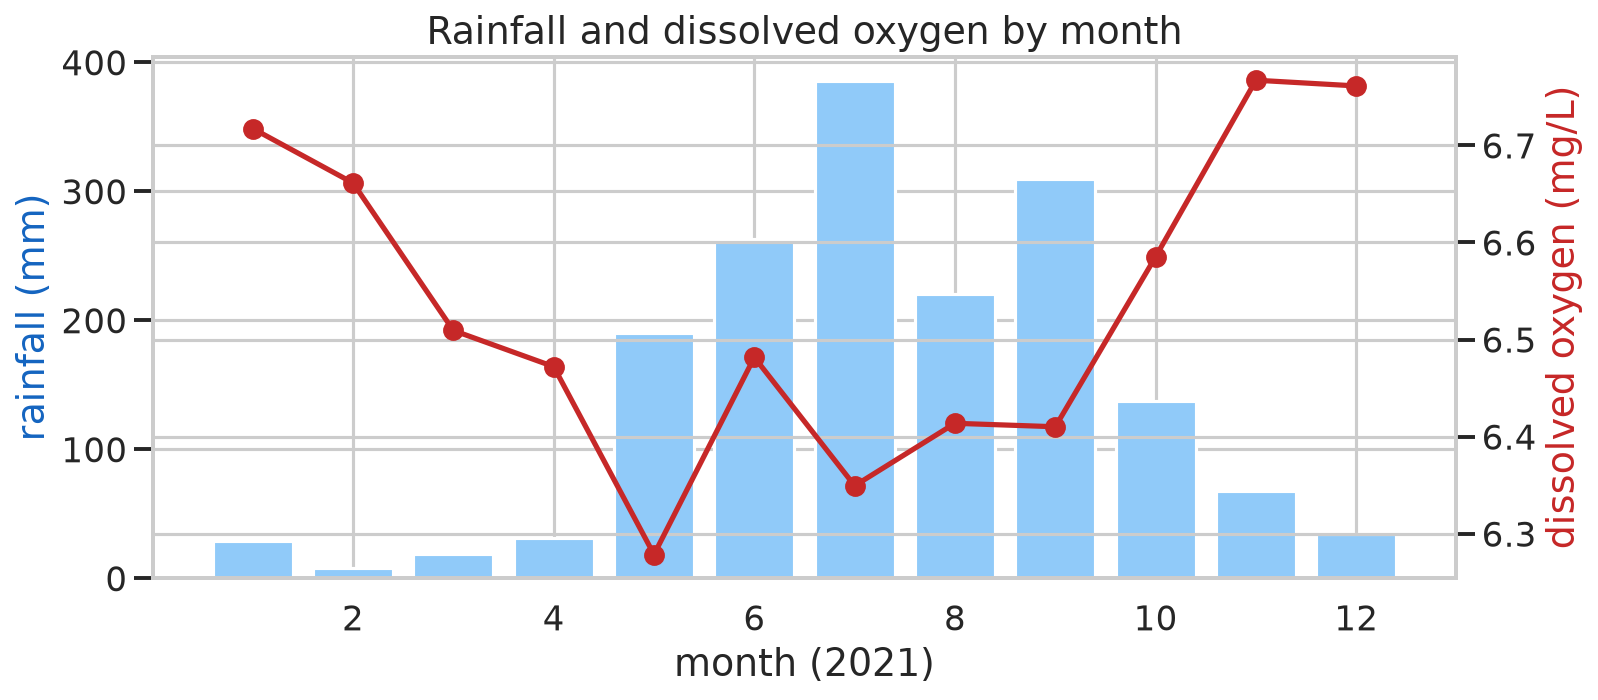 Rainfall and dissolved oxygen by month
400
300
200
100
0
rainfall (mm)
6.7
6.6
6.5
6.4
6.3
dissolved oxygen (mg/L)
2 4 6 8 10 12
month (2021)